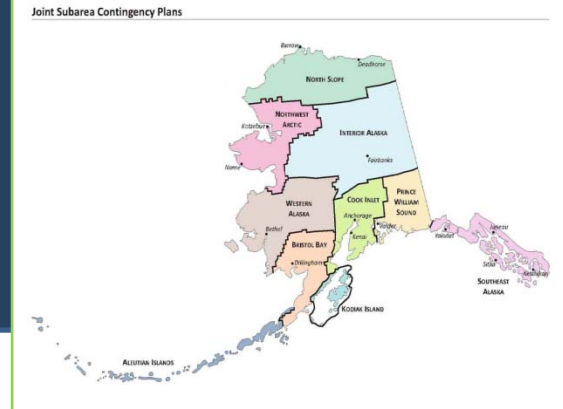 Joint Subarea Contingency Plans
Barrow
Deadhorse
NORTH SLOPE
NORTHWEST
ARCTIC
Kotzebue
INTERIOR ALASKA
Fairbanks
Nome
WESTERN
ALASKA
COOK INLET
PRINCE
WILLIAM
SOUND
Anchorage
Valdez
Kenai
Bethel
BRISTOL BAY
Dillingham
Yakutat
Juneau
Sitka
Ketchikan
SOUTHEAST
ALASKA
KODIAK ISLAND
ALEUTIAN ISLANDS